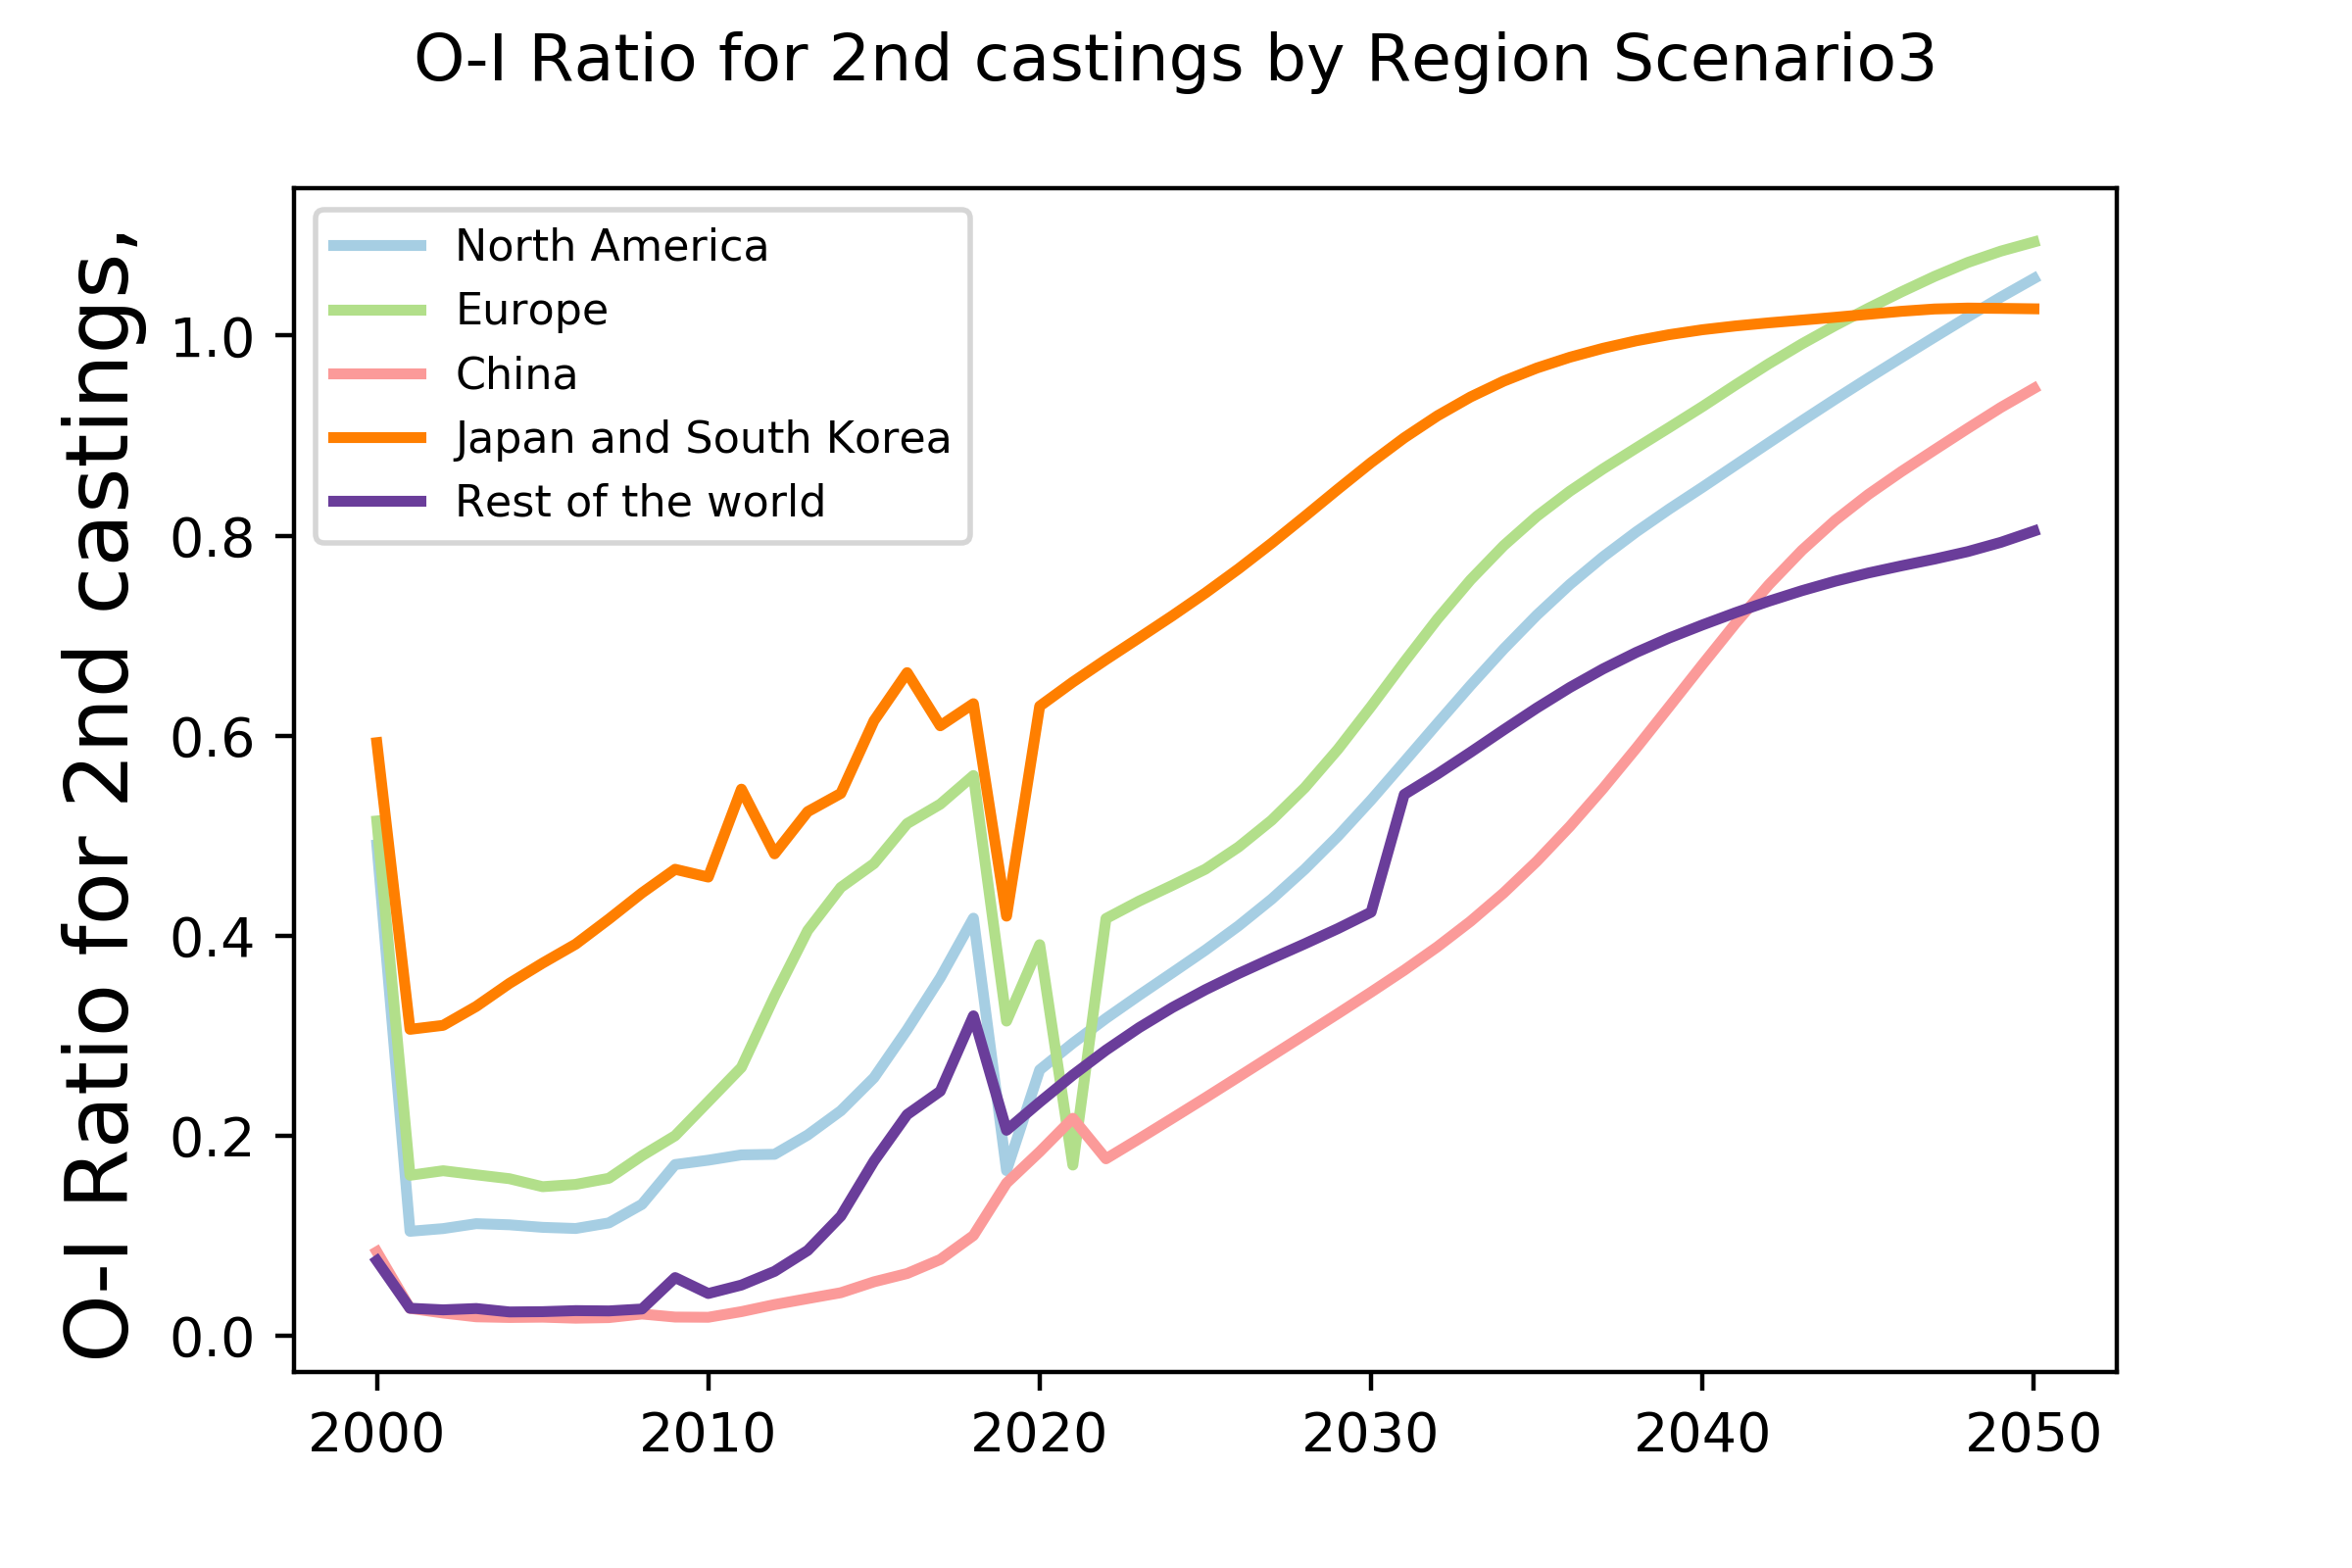 O-I Ratio for 2nd castings by Region Scenario3
O-I Ratio for 2nd castings,
North America
Europe
China
Japan and South Korea
Rest of the world
1.0
0.8
0.6
0.4
0.2
0.0
2000 2010 2020 2030 2040 2050